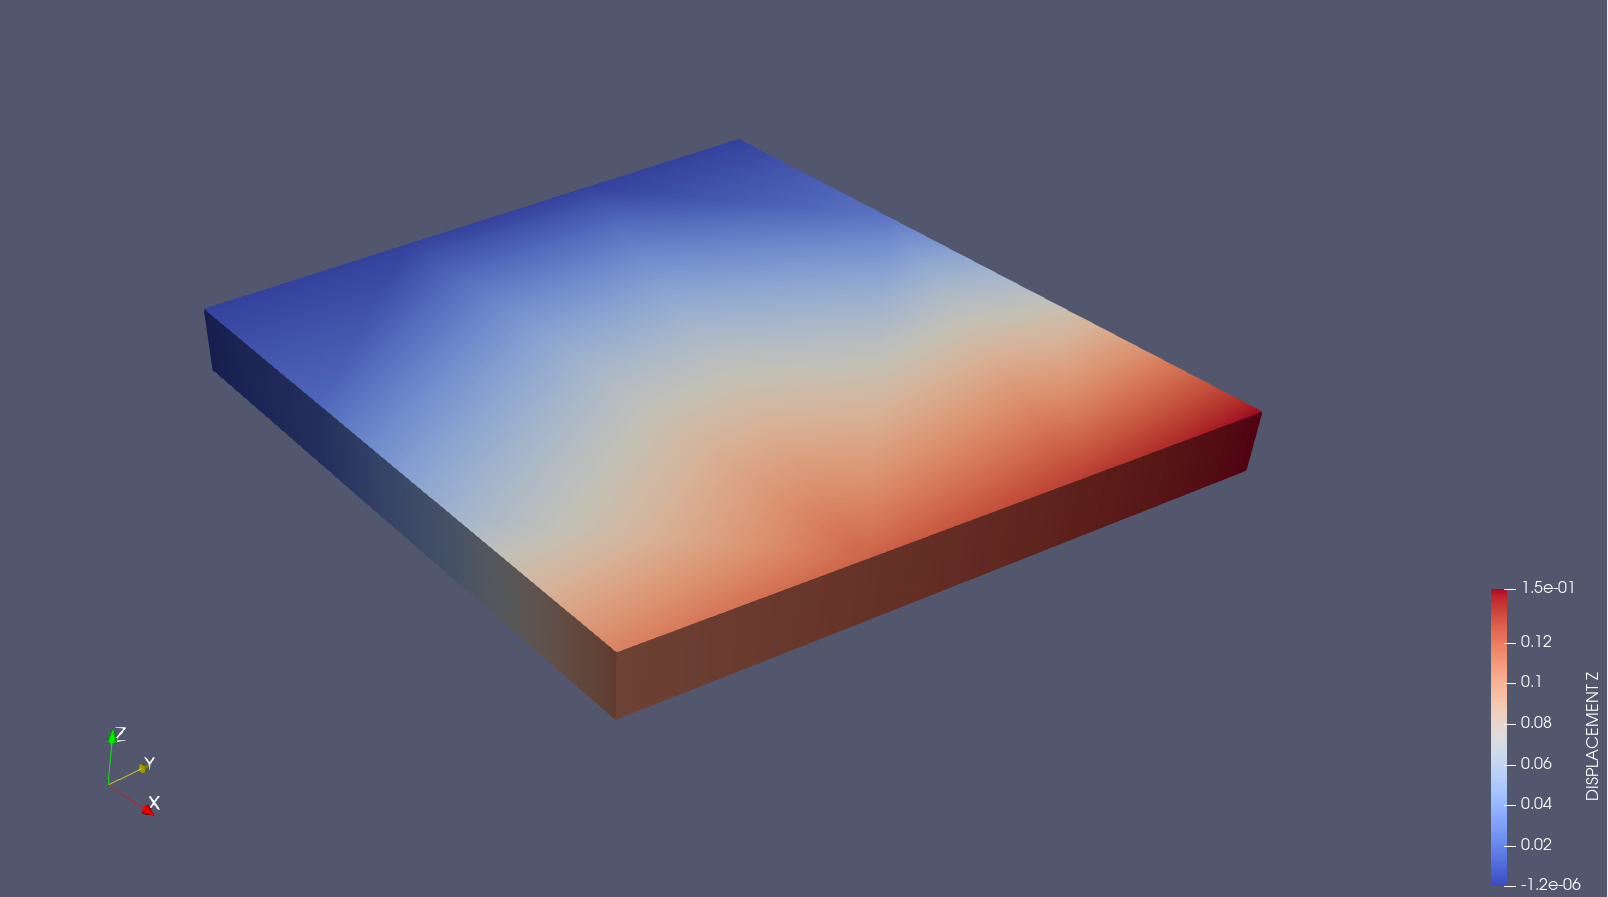 Z
Y
X
1.5e-01
0.12
0.1
0.08
0.06
0.04
0.02
-1.2e-06
DISPLACEMENT Z